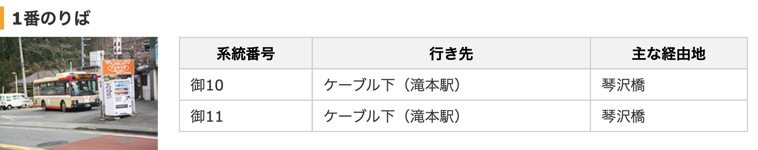 1番のりば
系統番号 行き先 主な経由地
御10 ケーブル下（滝本駅） 琴沢橋
御11 ケーブル下（滝本駅） 琴沢橋